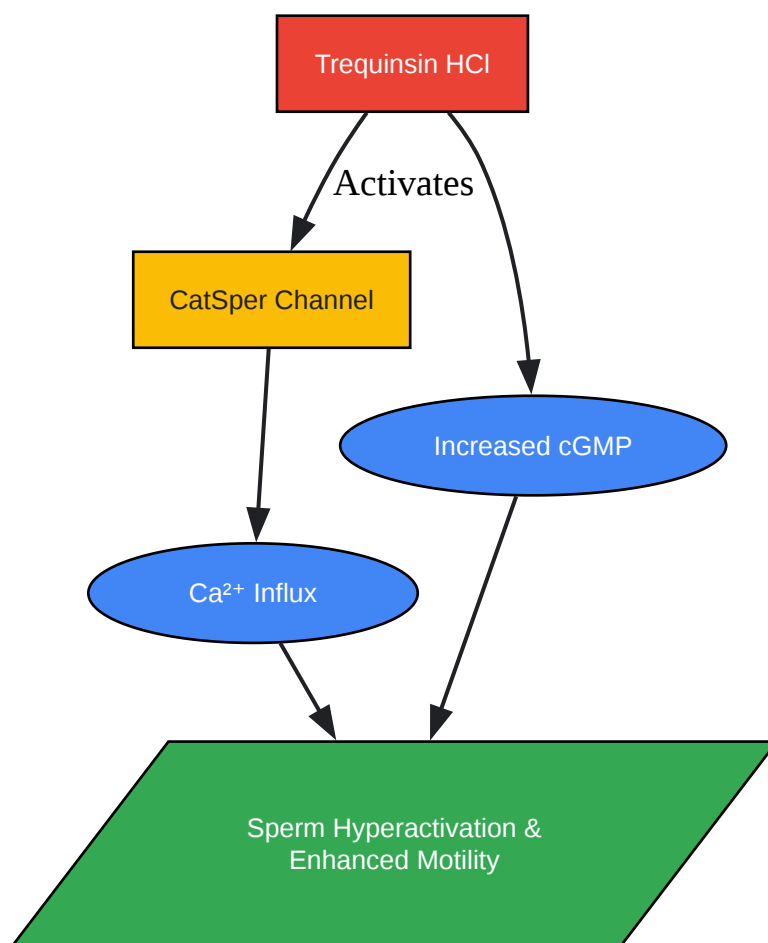 Trequinsin HCl
Activates
CatSper Channel
Increased cGMP
Ca²⁺ Influx
Sperm Hyperactivation &
Enhanced Motility